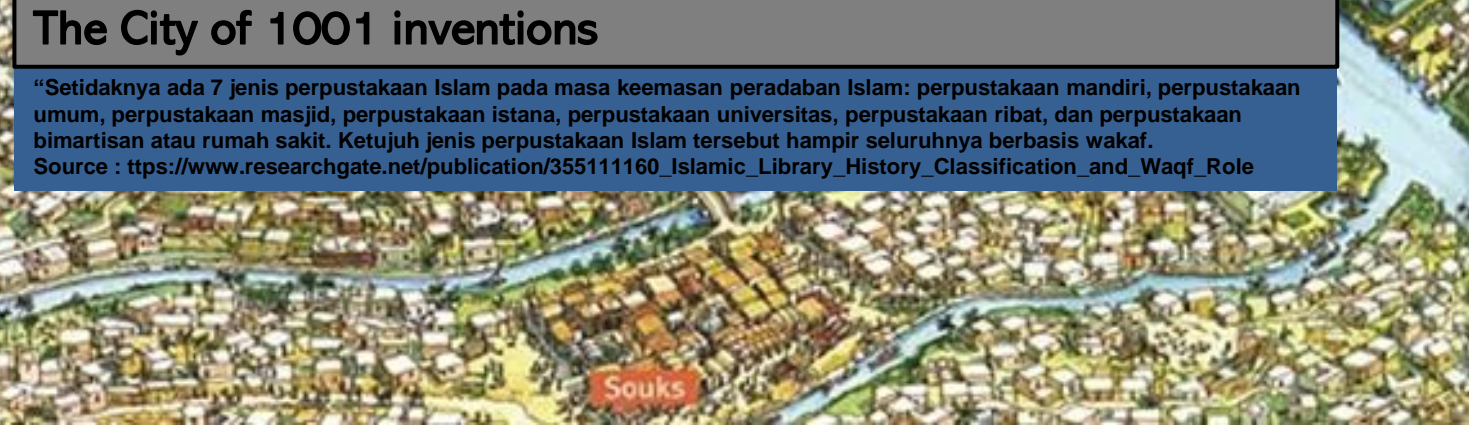 The City of 1001 inventions
“Setidaknya ada 7 jenis perpustakaan Islam pada masa keemasan peradaban Islam: perpustakaan mandiri, perpustakaan
umum, perpustakaan masjid, perpustakaan istana, perpustakaan universitas, perpustakaan ribat, dan perpustakaan
bimartisan atau rumah sakit. Ketujuh jenis perpustakaan Islam tersebut hampir seluruhnya berbasis wakaf.
Source : ttps://www.researchgate.net/publication/355111160_Islamic_Library_History_Classification_and_Waqf_Role
Souks